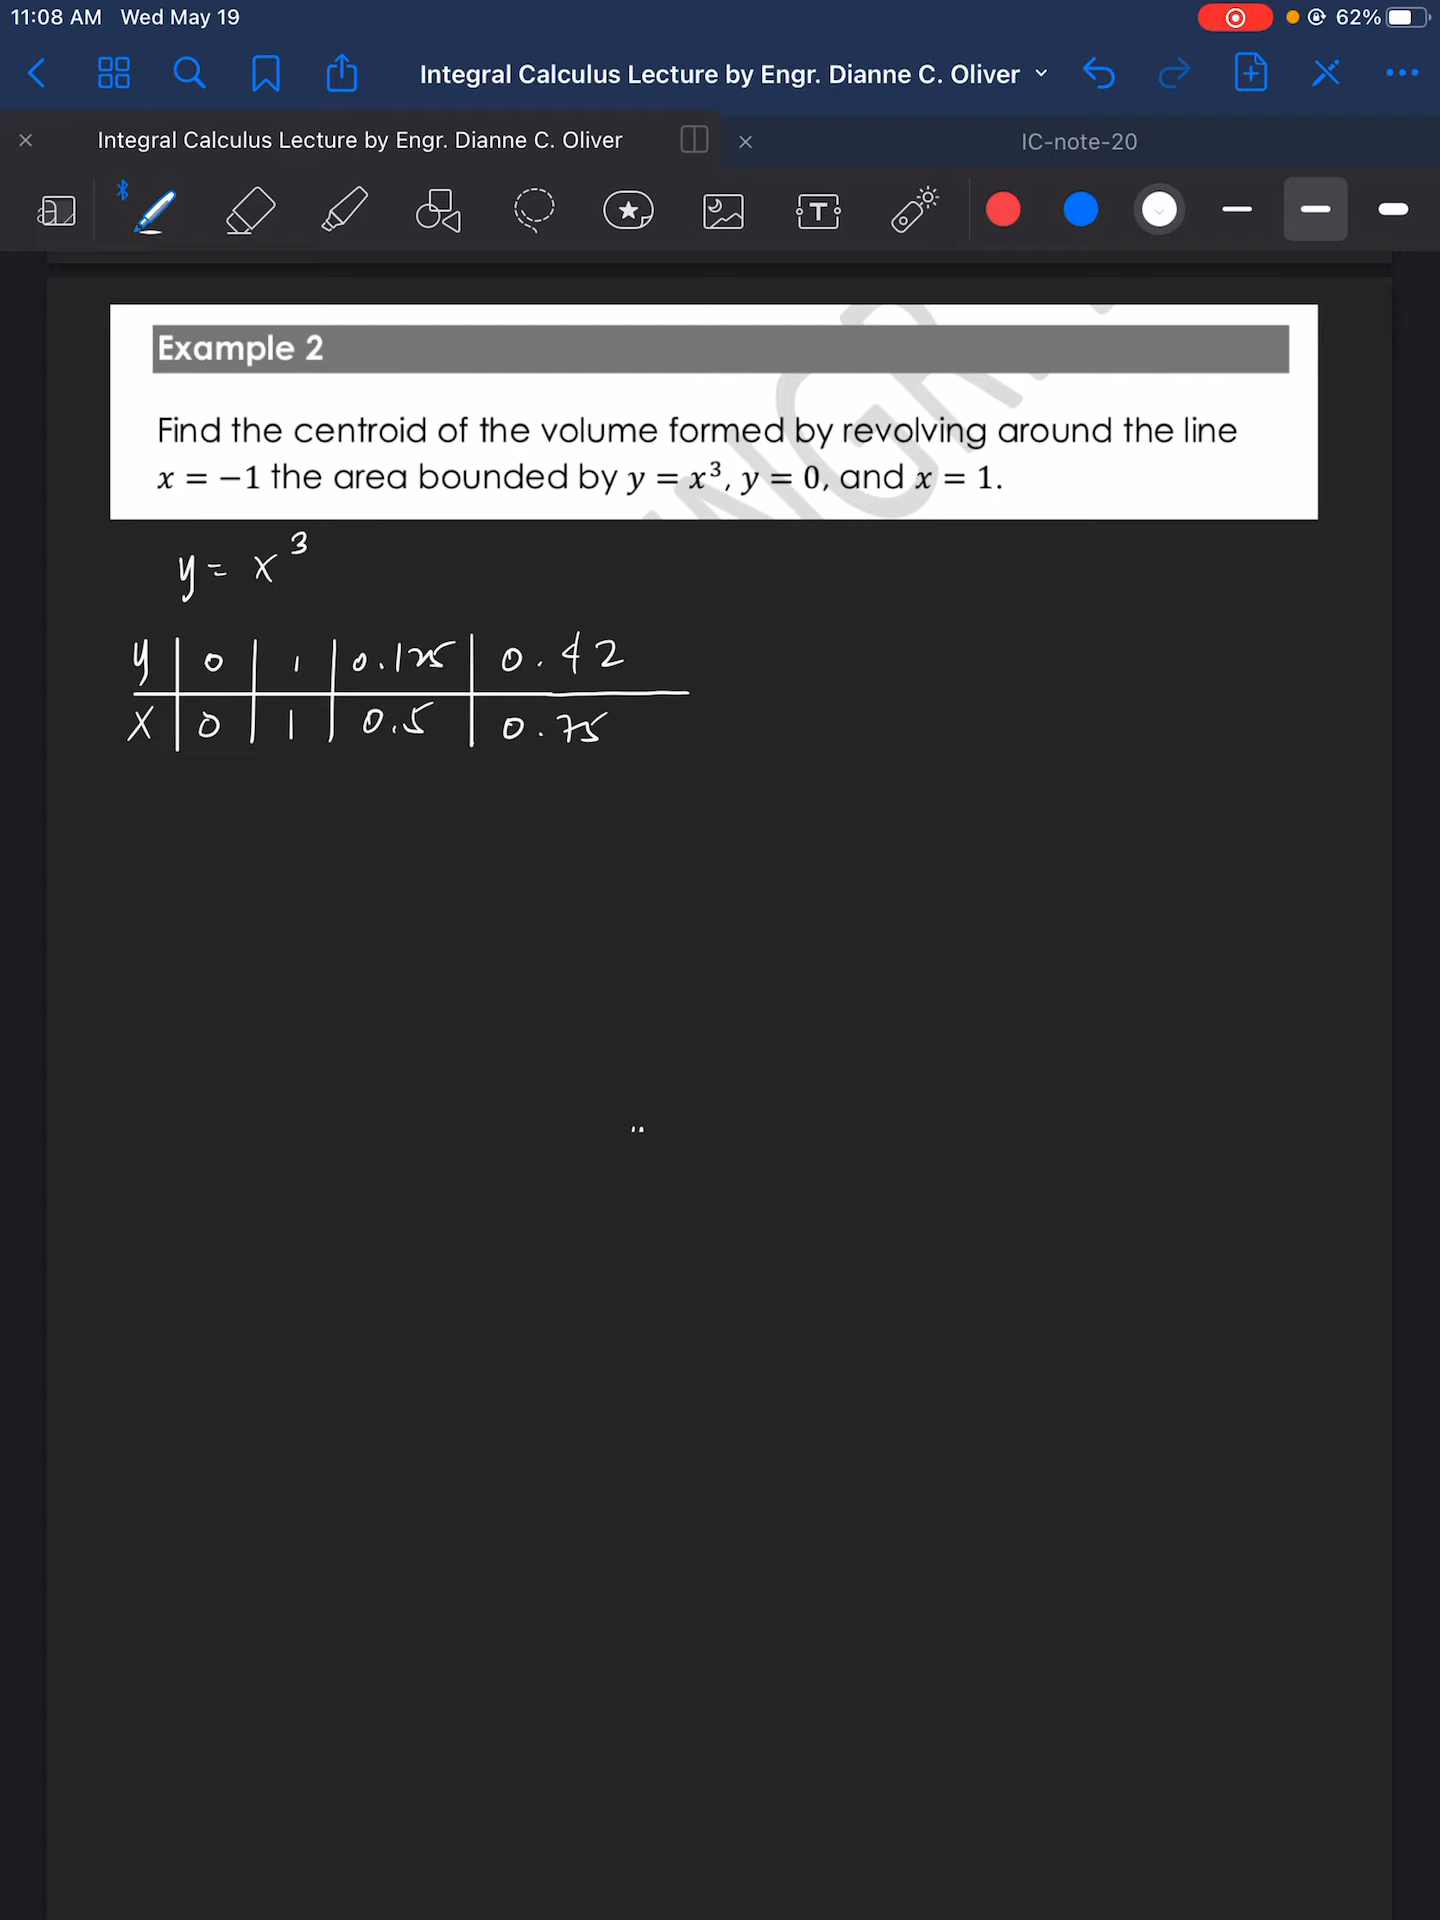 11:08 AM Wed May 19 62%
Integral Calculus Lecture by Engr. Dianne C. Oliver
Integral Calculus Lecture by Engr. Dianne C. Oliver IC-note-20
T
Example 2
Find the centroid of the volume formed by revolving around the line
x = −1 the area bounded by y = x³, y = 0, and x = 1.
y = x³
y | 0 | 1 | 0.125 | 0.42
x | 0 | 1 | 0.5 | 0.75